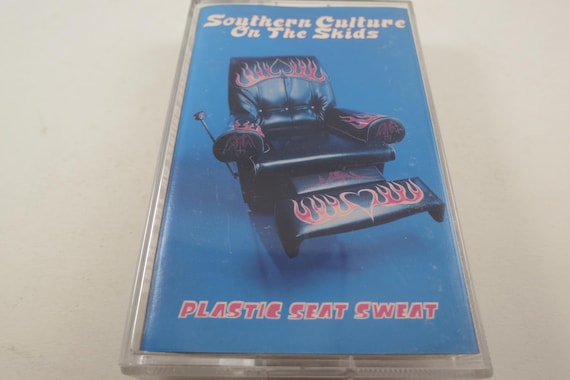 Southern Culture
On The Skids
PLASTIC SEAT SWEAT